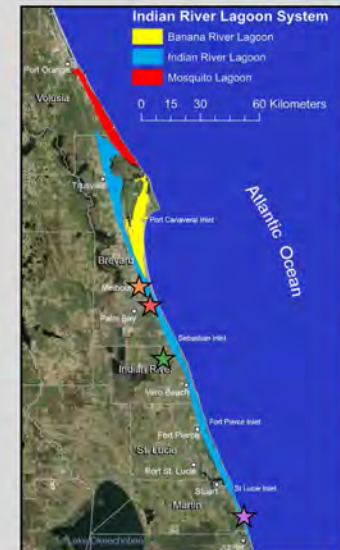 Indian River Lagoon System
Banana River Lagoon
Indian River Lagoon
Mosquito Lagoon
0 15 30 60 Kilometers
Port Orange
Volusia
Titusville
Port Canaveral Inlet
Atlantic Ocean
Brevard
Palm Bay
Sebastian Inlet
Indian River
Vero Beach
Fort Pierce Inlet
Fort Pierce
St. Lucie
Port St. Lucie
St Lucie Inlet
Stuart
Martin
Lake Okeechobee